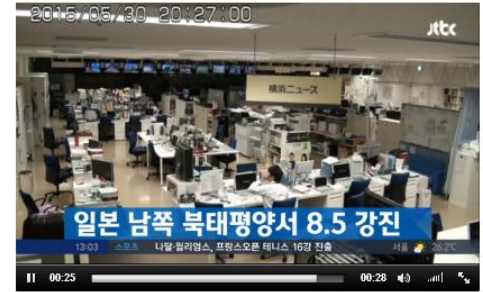 2015/05/30 20:27:00
jtbc
横浜ニュース
일본 남쪽 북태평양서 8.5 강진
13:03 스포츠 나달·윌리엄스, 프랑스오픈 테니스 16강 진출 서울 26.2℃
00:25 00:28